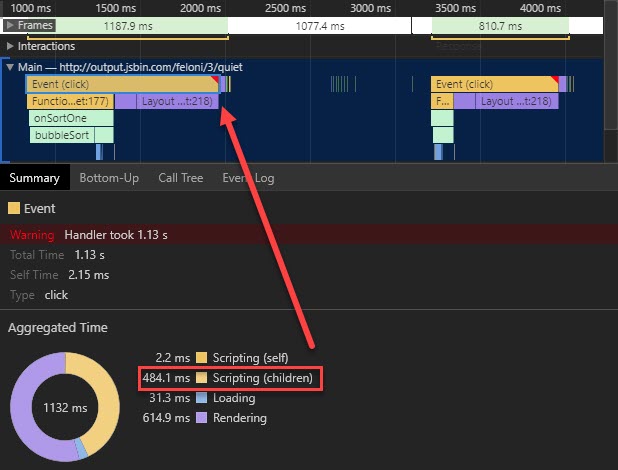 1000 ms 1500 ms 2000 ms 2500 ms 3000 ms 3500 ms 4000 ms
Frames 1187.9 ms 1077.4 ms 810.7 ms
Interactions Response
Main — http://output.jsbin.com/feloni/3/quiet
Event (click) Event (click)
Functio...et:177) Layout ...t:218) F... Layout ...t:218)
onSortOne
bubbleSort
Summary Bottom-Up Call Tree Event Log
Event
Warning Handler took 1.13 s
Total Time 1.13 s
Self Time 2.15 ms
Type click
Aggregated Time
2.2 ms Scripting (self)
484.1 ms Scripting (children)
1132 ms 31.3 ms Loading
614.9 ms Rendering